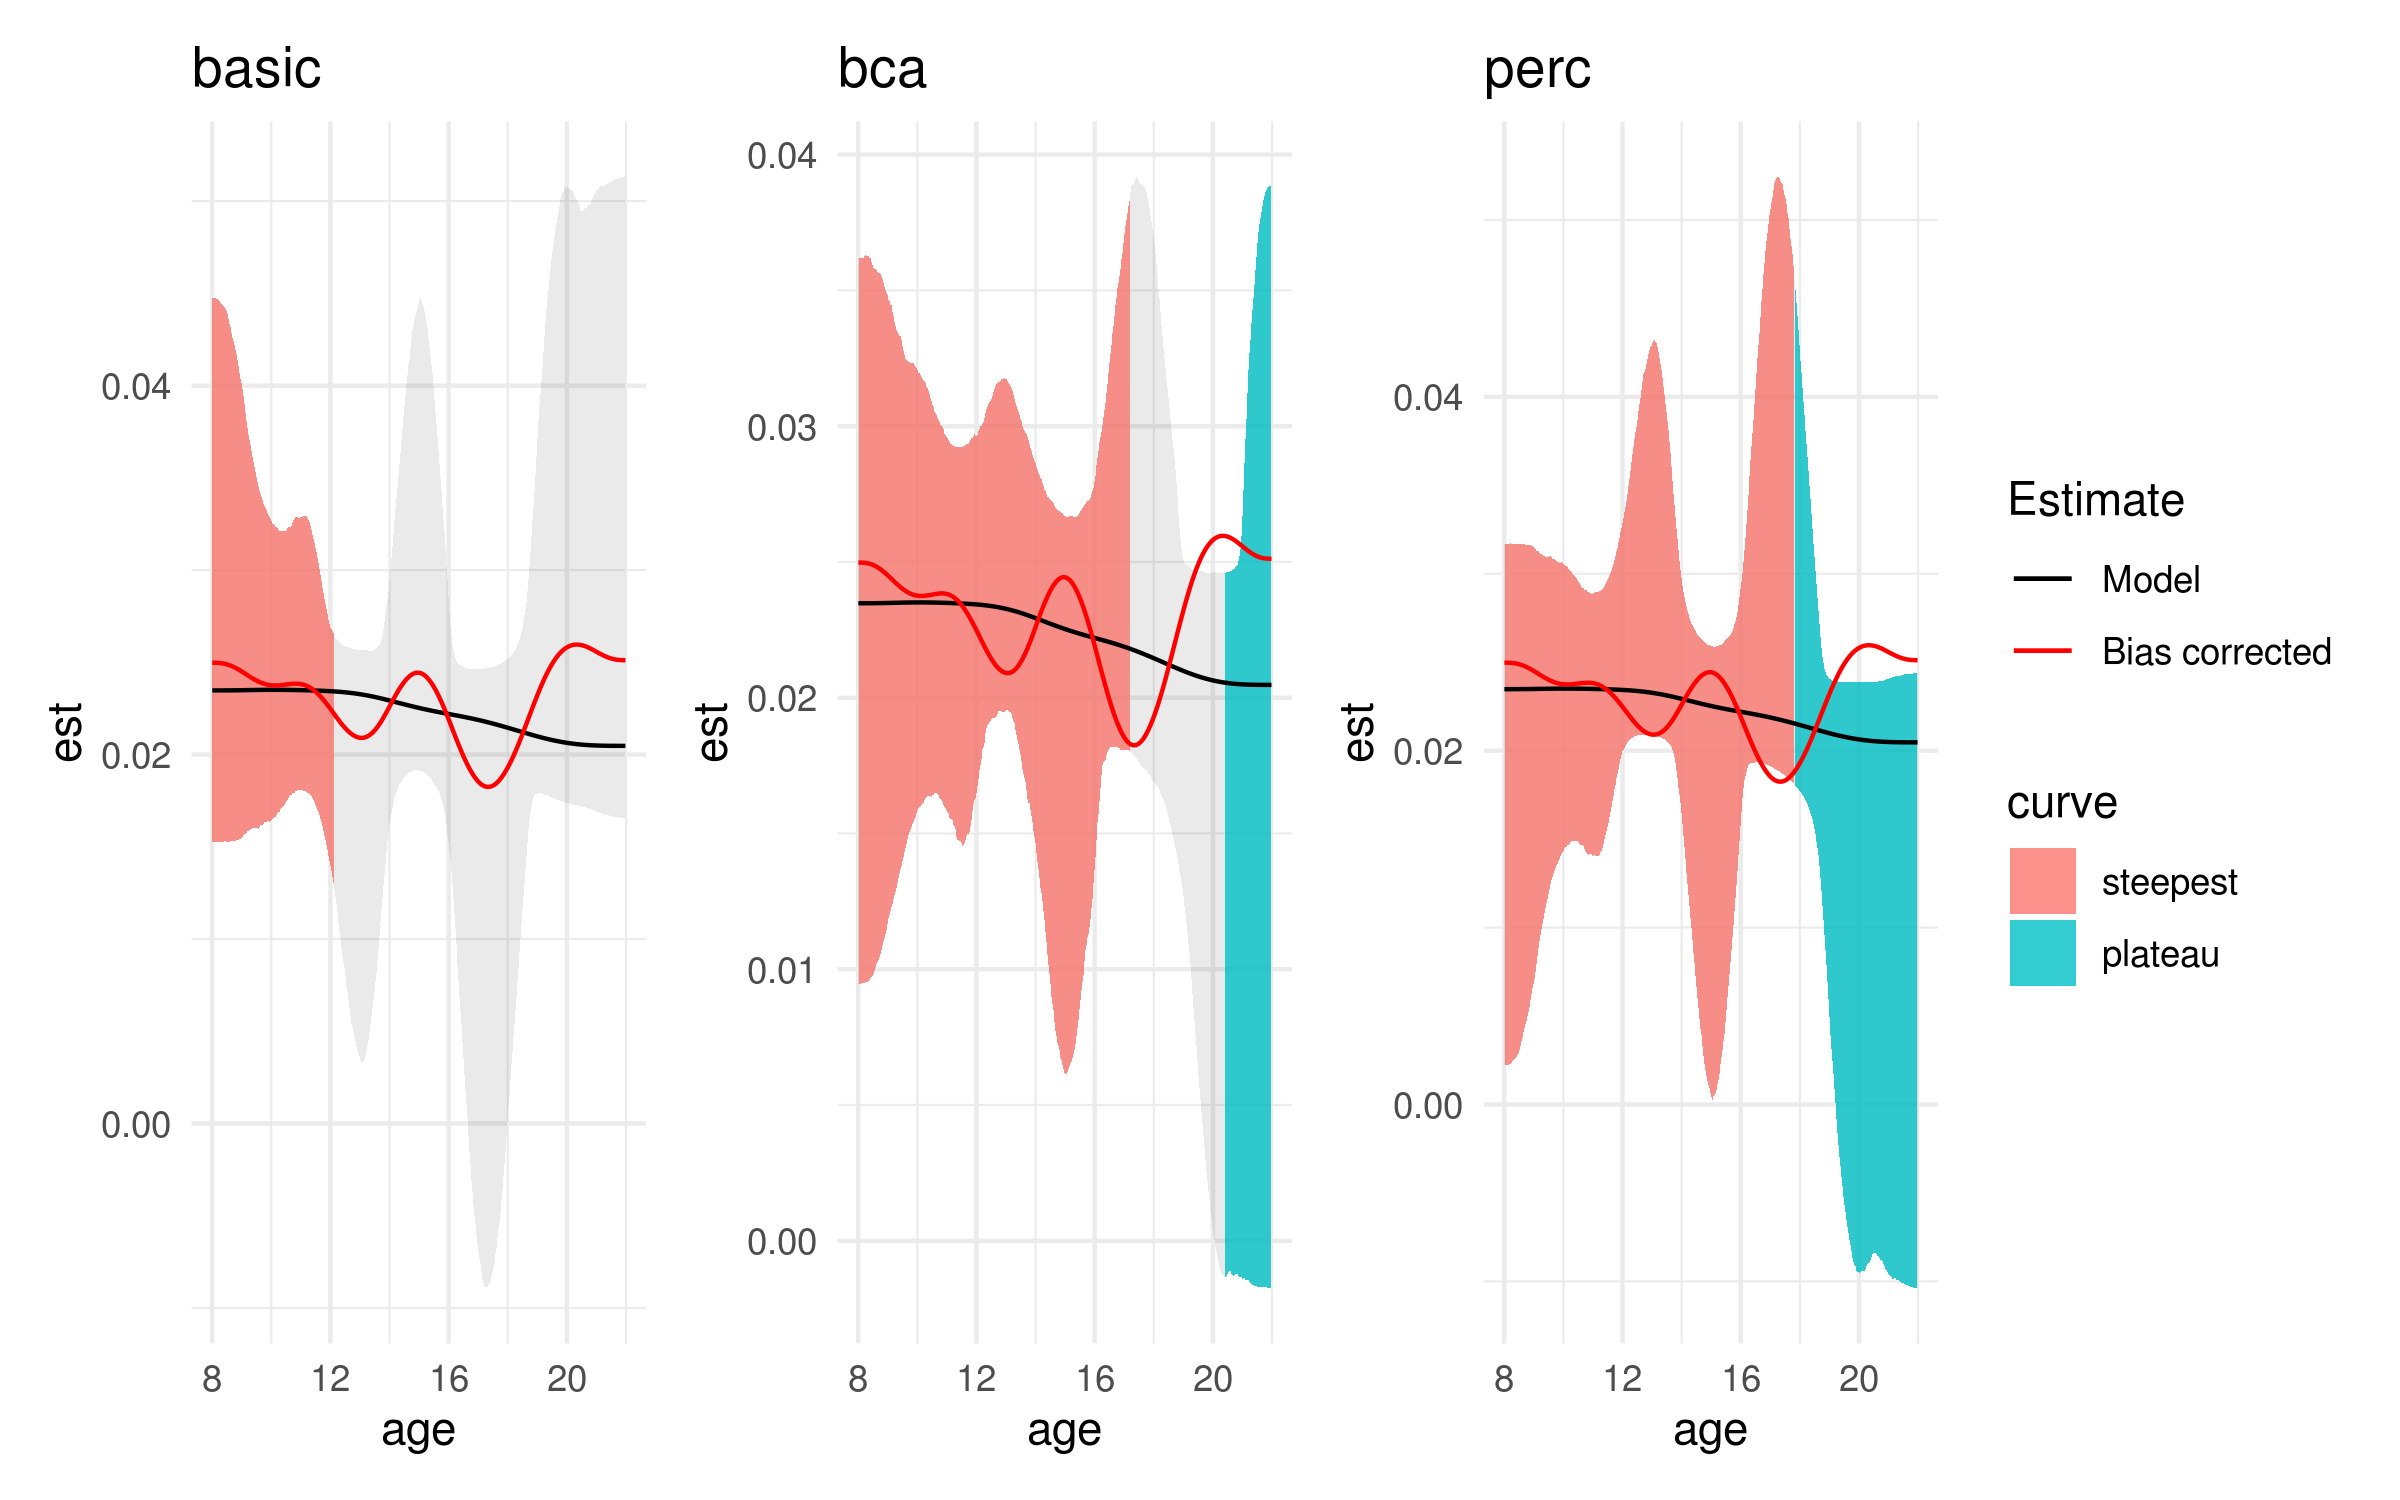 basic
bca
perc
0.04
0.02
0.00
est
8 12 16 20
age
0.04
0.03
0.02
0.01
0.00
est
8 12 16 20
age
0.04
0.02
0.00
est
8 12 16 20
age
Estimate
Model
Bias corrected
curve
steepest
plateau